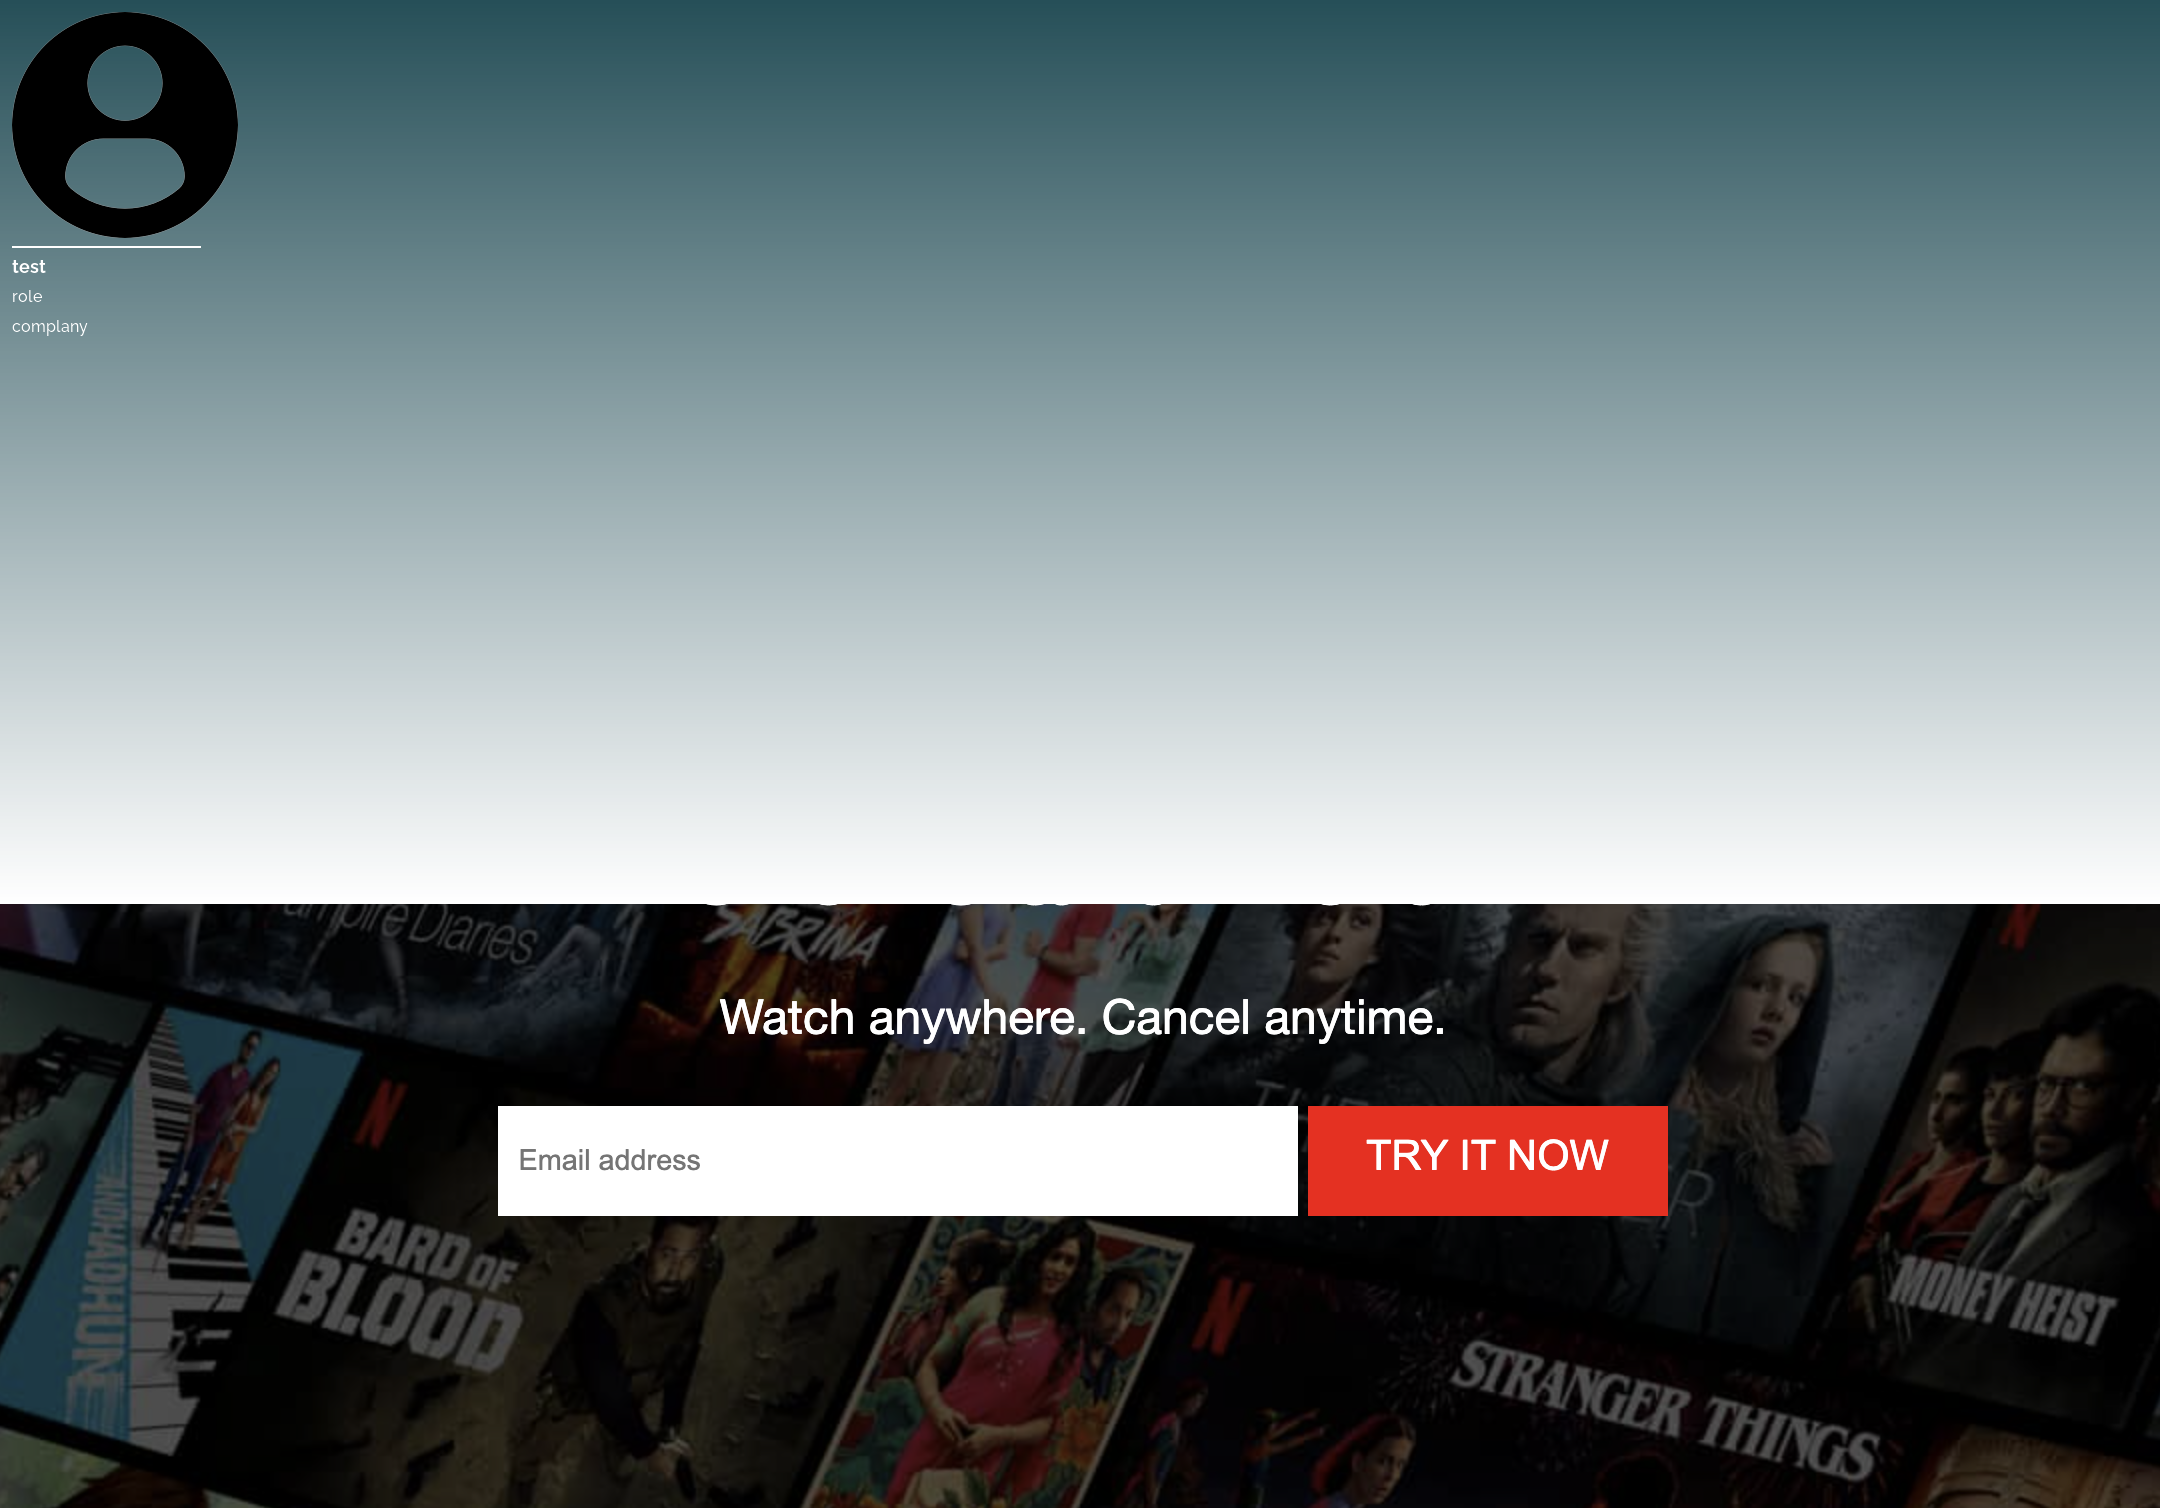 test
role
complany
ampire Diaries
SABRINA
Watch anywhere. Cancel anytime.
Email address
TRY IT NOW
ANDHADHUN
BARD OF
BLOOD
MONEY HEIST
STRANGER THINGS